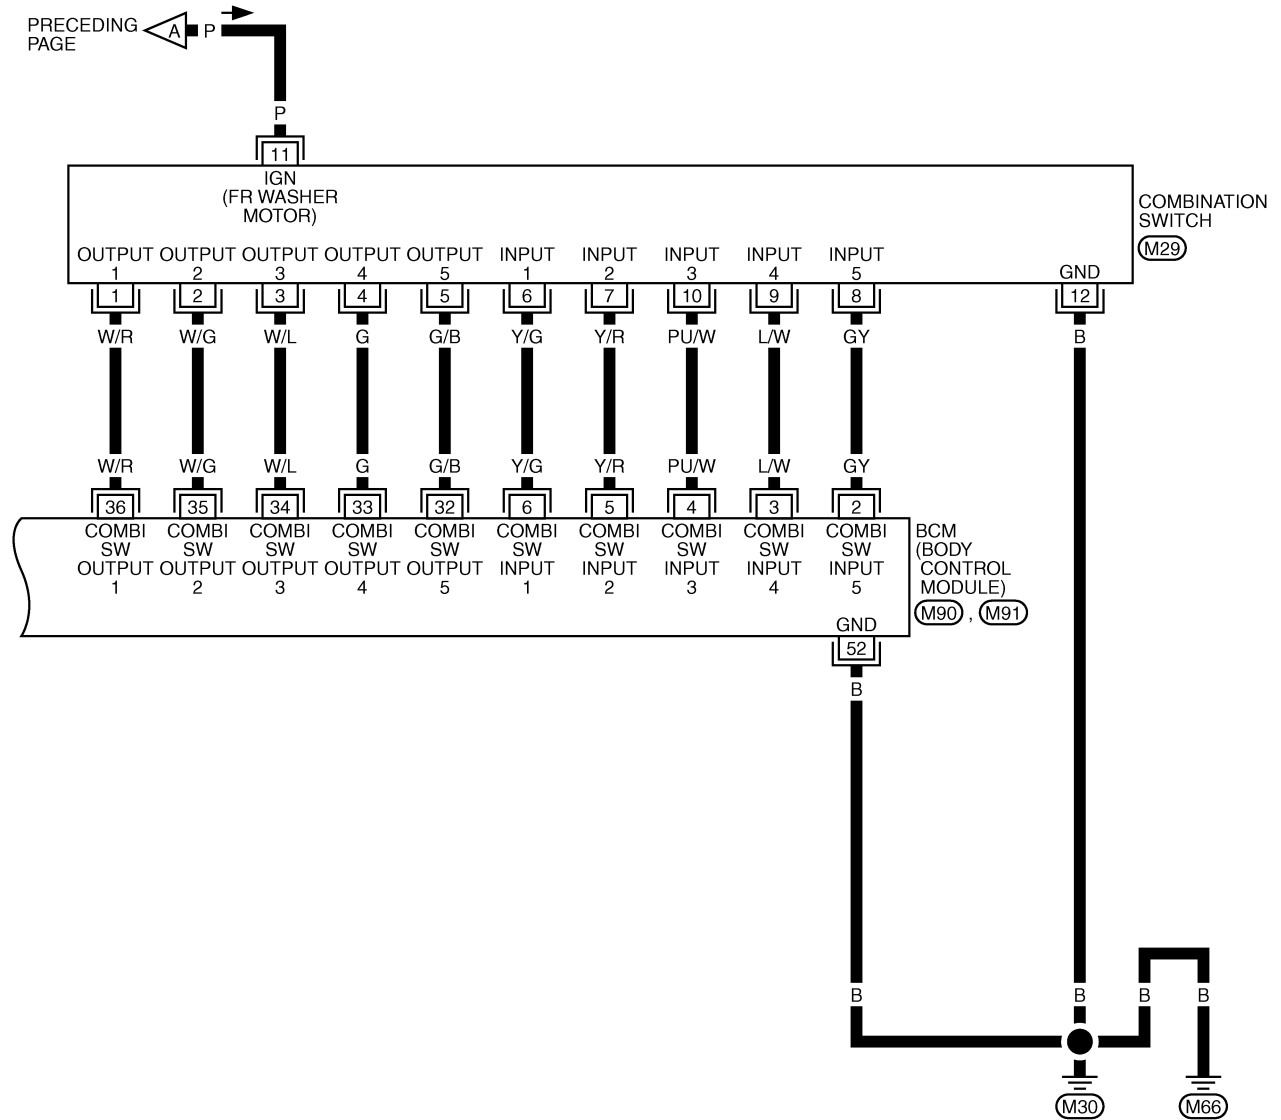 PRECEDING
PAGE
A
P
P
11
IGN
(FR WASHER
MOTOR)
COMBINATION
SWITCH
M29
OUTPUT OUTPUT OUTPUT OUTPUT OUTPUT INPUT INPUT INPUT INPUT INPUT
1 2 3 4 5 1 2 3 4 5 GND
1 2 3 4 5 6 7 10 9 8 12
W/R W/G W/L G G/B Y/G Y/R PU/W L/W GY B
W/R W/G W/L G G/B Y/G Y/R PU/W L/W GY
36 35 34 33 32 6 5 4 3 2
COMBI COMBI COMBI COMBI COMBI COMBI COMBI COMBI COMBI COMBI
SW SW SW SW SW SW SW SW SW SW
OUTPUT OUTPUT OUTPUT OUTPUT OUTPUT INPUT INPUT INPUT INPUT INPUT
1 2 3 4 5 1 2 3 4 5
BCM
(BODY
CONTROL
MODULE)
M90 , M91
GND
52
B
B B B B
M30 M66